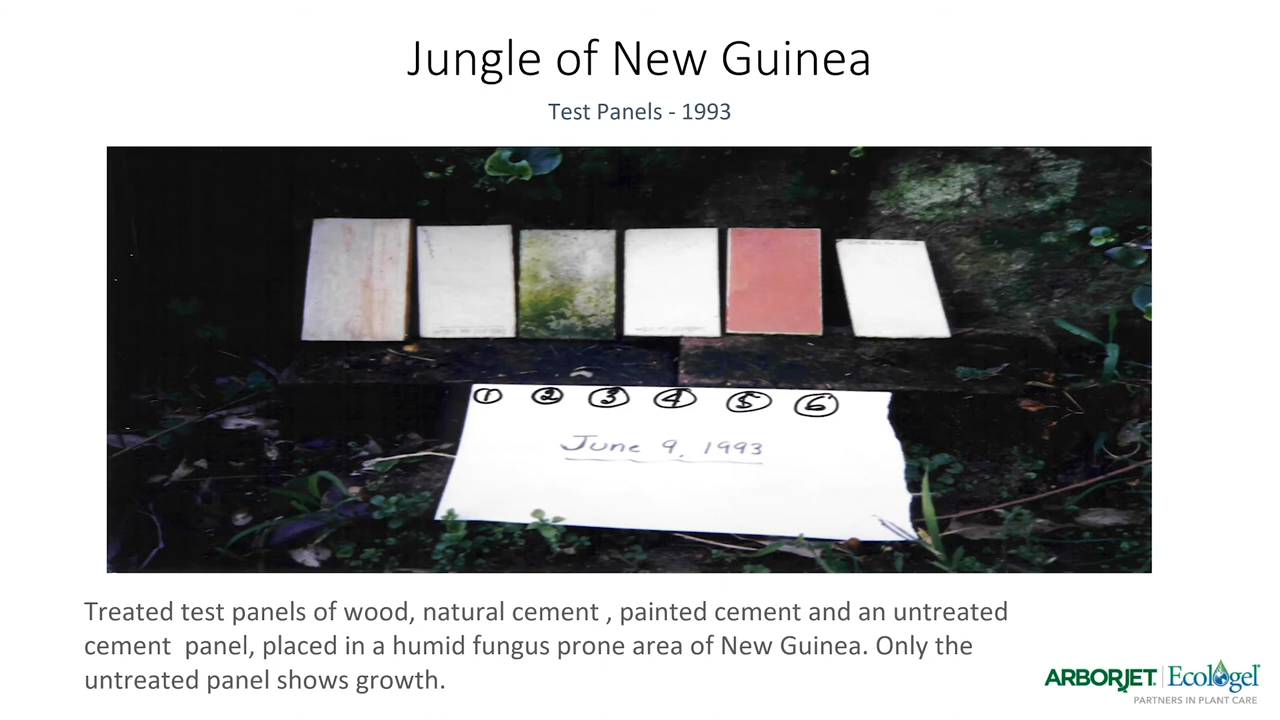 Jungle of New Guinea
Test Panels - 1993
① ② ③ ④ ⑤ ⑥
June 9, 1993
Treated test panels of wood, natural cement , painted cement and an untreated
cement panel, placed in a humid fungus prone area of New Guinea. Only the
untreated panel shows growth.
ARBORJET | Ecologel
PARTNERS IN PLANT CARE